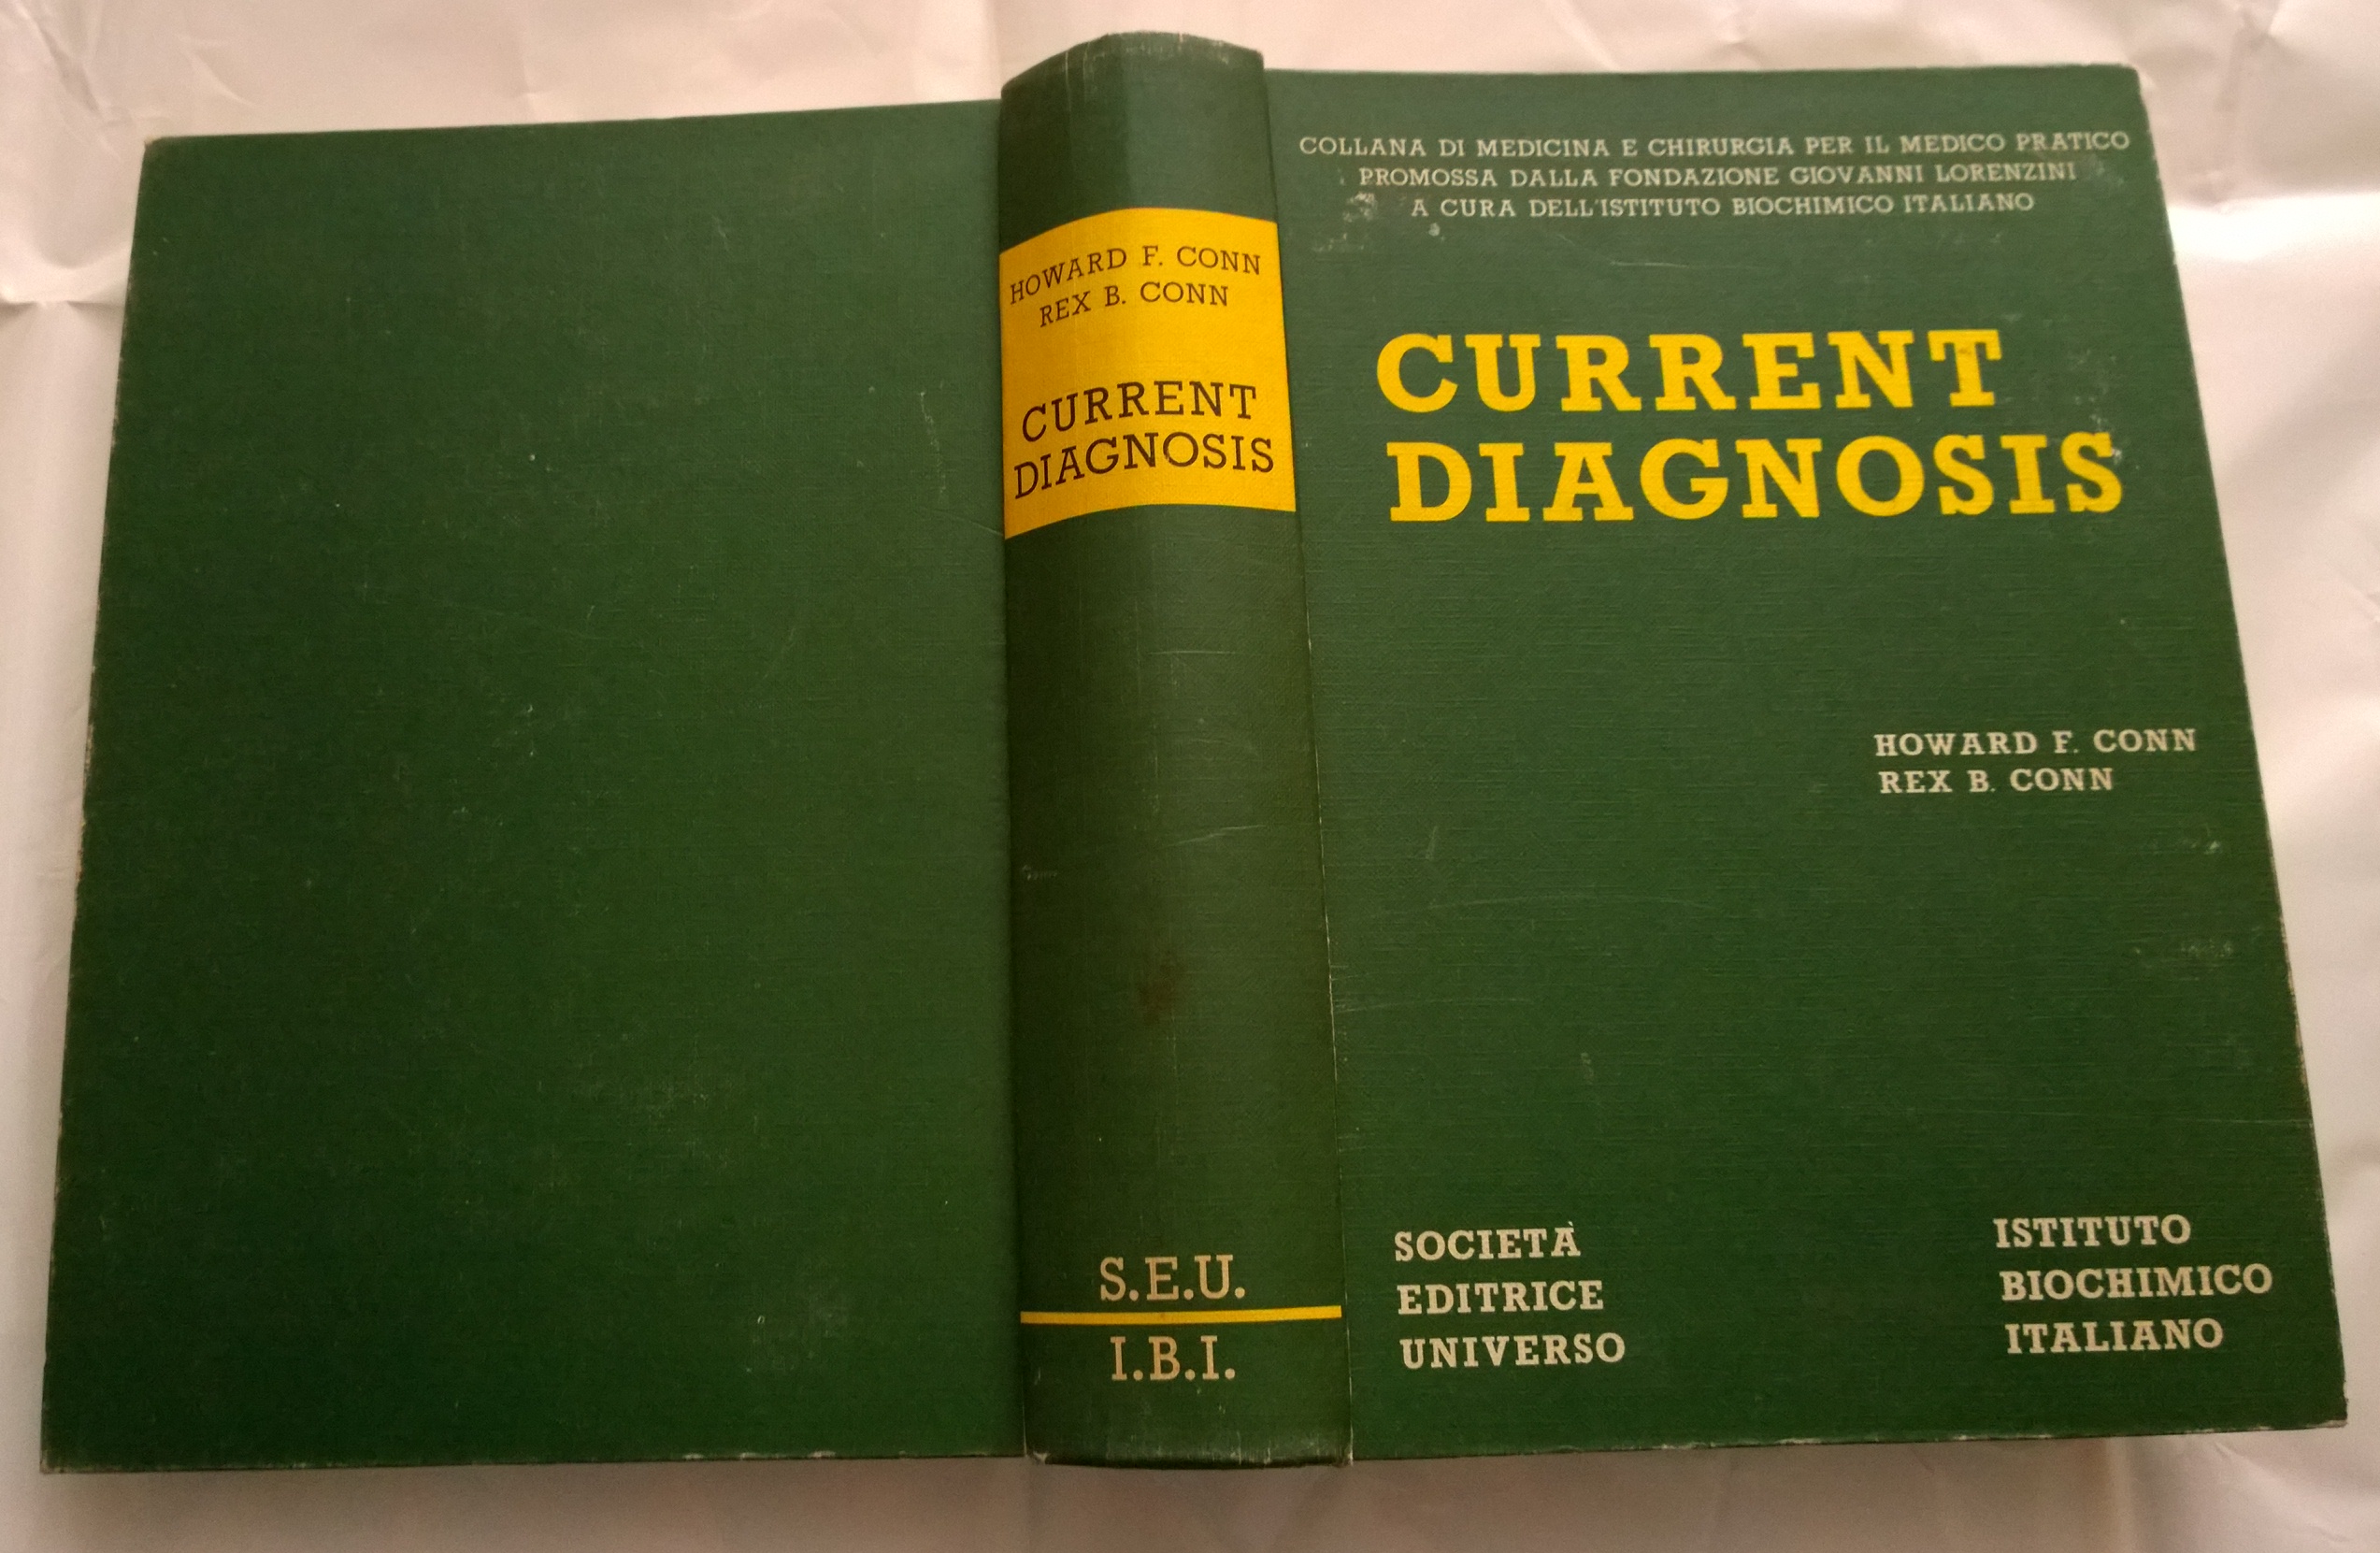 HOWARD F. CONN
REX B. CONN
CURRENT
DIAGNOSIS
S.E.U.
I.B.I.
COLLANA DI MEDICINA E CHIRURGIA PER IL MEDICO PRATICO
PROMOSSA DALLA FONDAZIONE GIOVANNI LORENZINI
A CURA DELL'ISTITUTO BIOCHIMICO ITALIANO
CURRENT
DIAGNOSIS
HOWARD F. CONN
REX B. CONN
SOCIETÀ
EDITRICE
UNIVERSO
ISTITUTO
BIOCHIMICO
ITALIANO